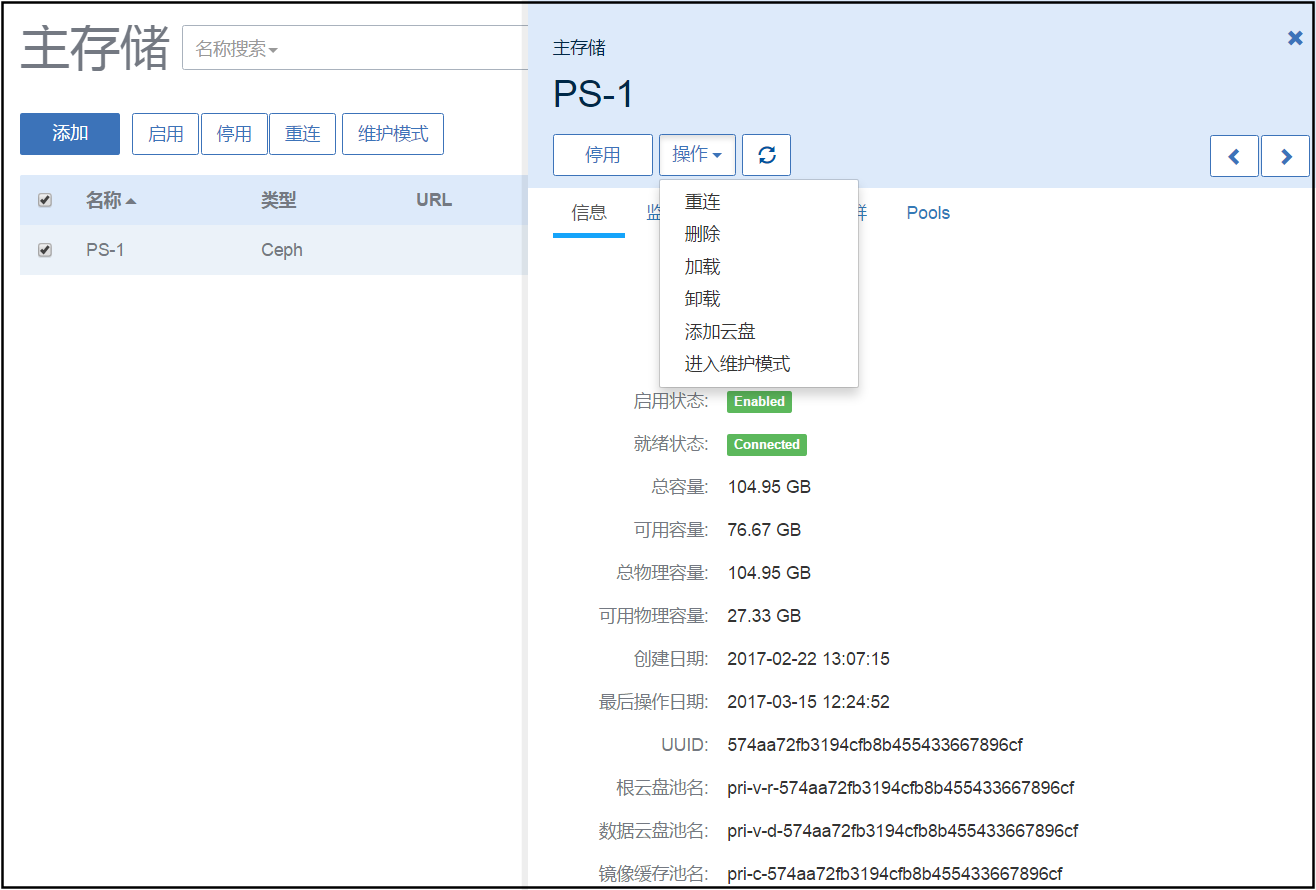 主存储
名称搜索
添加
启用
停用
重连
维护模式
名称
类型
URL
PS-1
Ceph
主存储
PS-1
停用
操作
重连
删除
加载
卸载
添加云盘
进入维护模式
信息
Pools
启用状态: Enabled
就绪状态: Connected
总容量: 104.95 GB
可用容量: 76.67 GB
总物理容量: 104.95 GB
可用物理容量: 27.33 GB
创建日期: 2017-02-22 13:07:15
最后操作日期: 2017-03-15 12:24:52
UUID: 574aa72fb3194cfb8b455433667896cf
根云盘池名: pri-v-r-574aa72fb3194cfb8b455433667896cf
数据云盘池名: pri-v-d-574aa72fb3194cfb8b455433667896cf
镜像缓存池名: pri-c-574aa72fb3194cfb8b455433667896cf